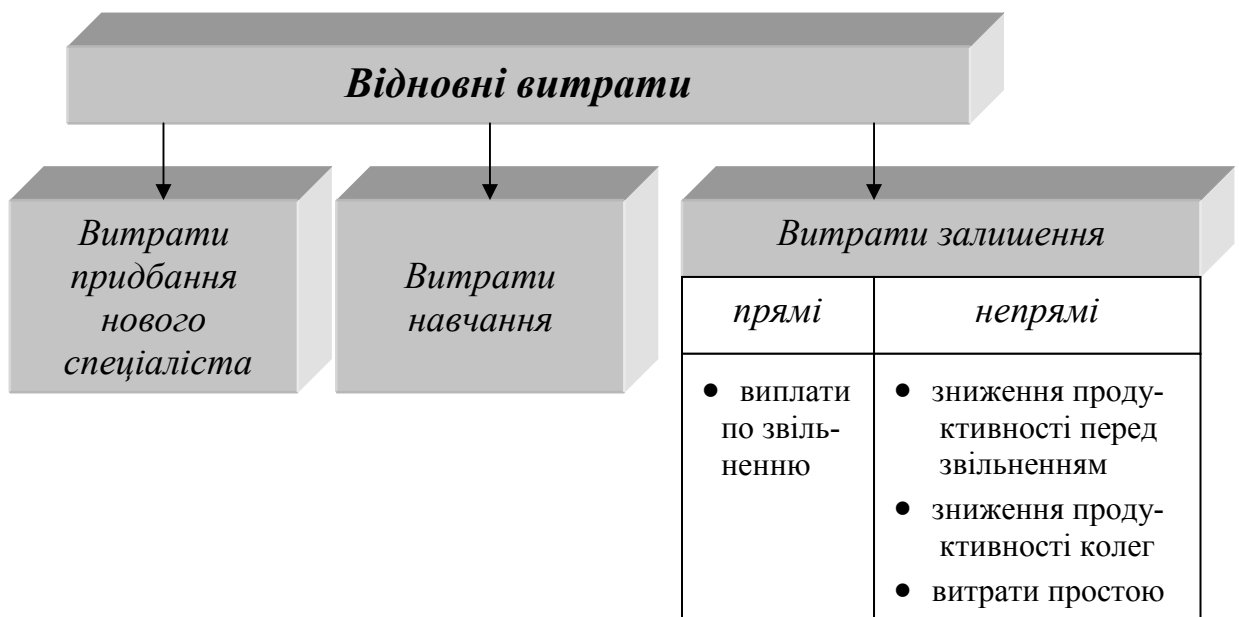 Відновні витрати
Витрати
придбання
нового
спеціаліста
Витрати
навчання
Витрати залишення
прямі
непрямі
• виплати
по звіль-
ненню
• зниження проду-
ктивності перед
звільненням
• зниження проду-
ктивності колег
• витрати простою